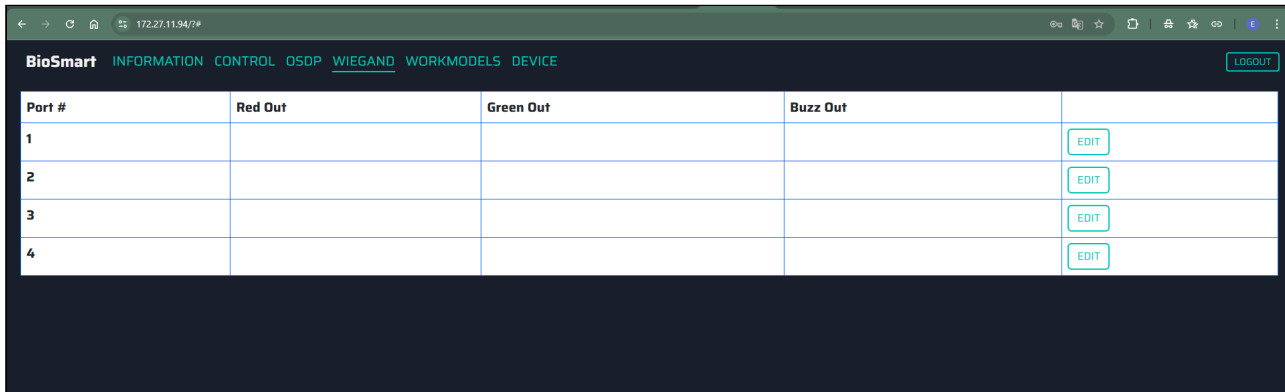 172.27.11.94/?#
E
BioSmart INFORMATION CONTROL OSDP WIEGAND WORKMODELS DEVICE LOGOUT
Port # Red Out Green Out Buzz Out
1 EDIT
2 EDIT
3 EDIT
4 EDIT